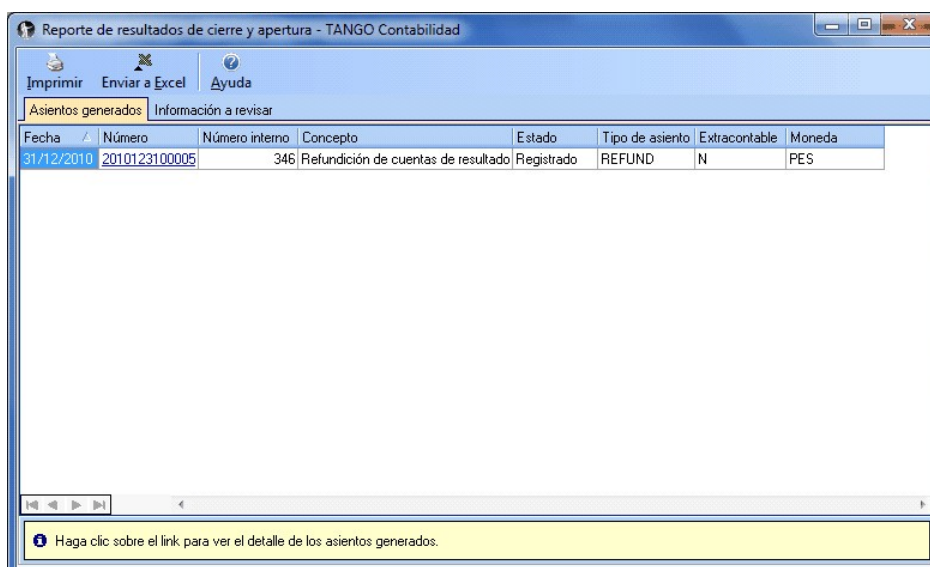 Reporte de resultados de cierre y apertura - TANGO Contabilidad
Imprimir Enviar a Excel Ayuda
Asientos generados Información a revisar
Fecha Número Número interno Concepto Estado Tipo de asiento Extracontable Moneda
31/12/2010 2010123100005 346 Refundición de cuentas de resultado Registrado REFUND N PES
Haga clic sobre el link para ver el detalle de los asientos generados.